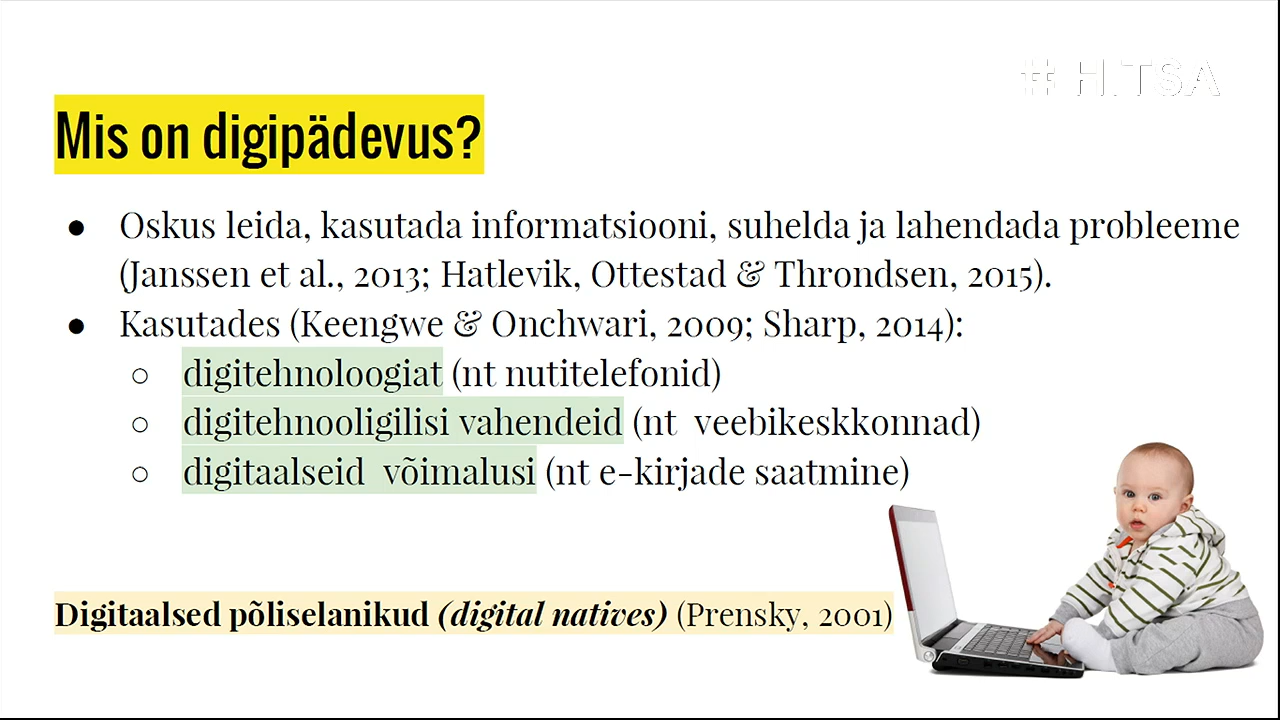 # HITSA
Mis on digipädevus?
● Oskus leida, kasutada informatsiooni, suhelda ja lahendada probleeme
(Janssen et al., 2013; Hatlevik, Ottestad & Throndsen, 2015).
● Kasutades (Keengwe & Onchwari, 2009; Sharp, 2014):
○ digitehnoloogiat (nt nutitelefonid)
○ digitehnooligilisi vahendeid (nt veebikeskkonnad)
○ digitaalseid võimalusi (nt e-kirjade saatmine)
Digitaalsed põliselanikud (digital natives) (Prensky, 2001)